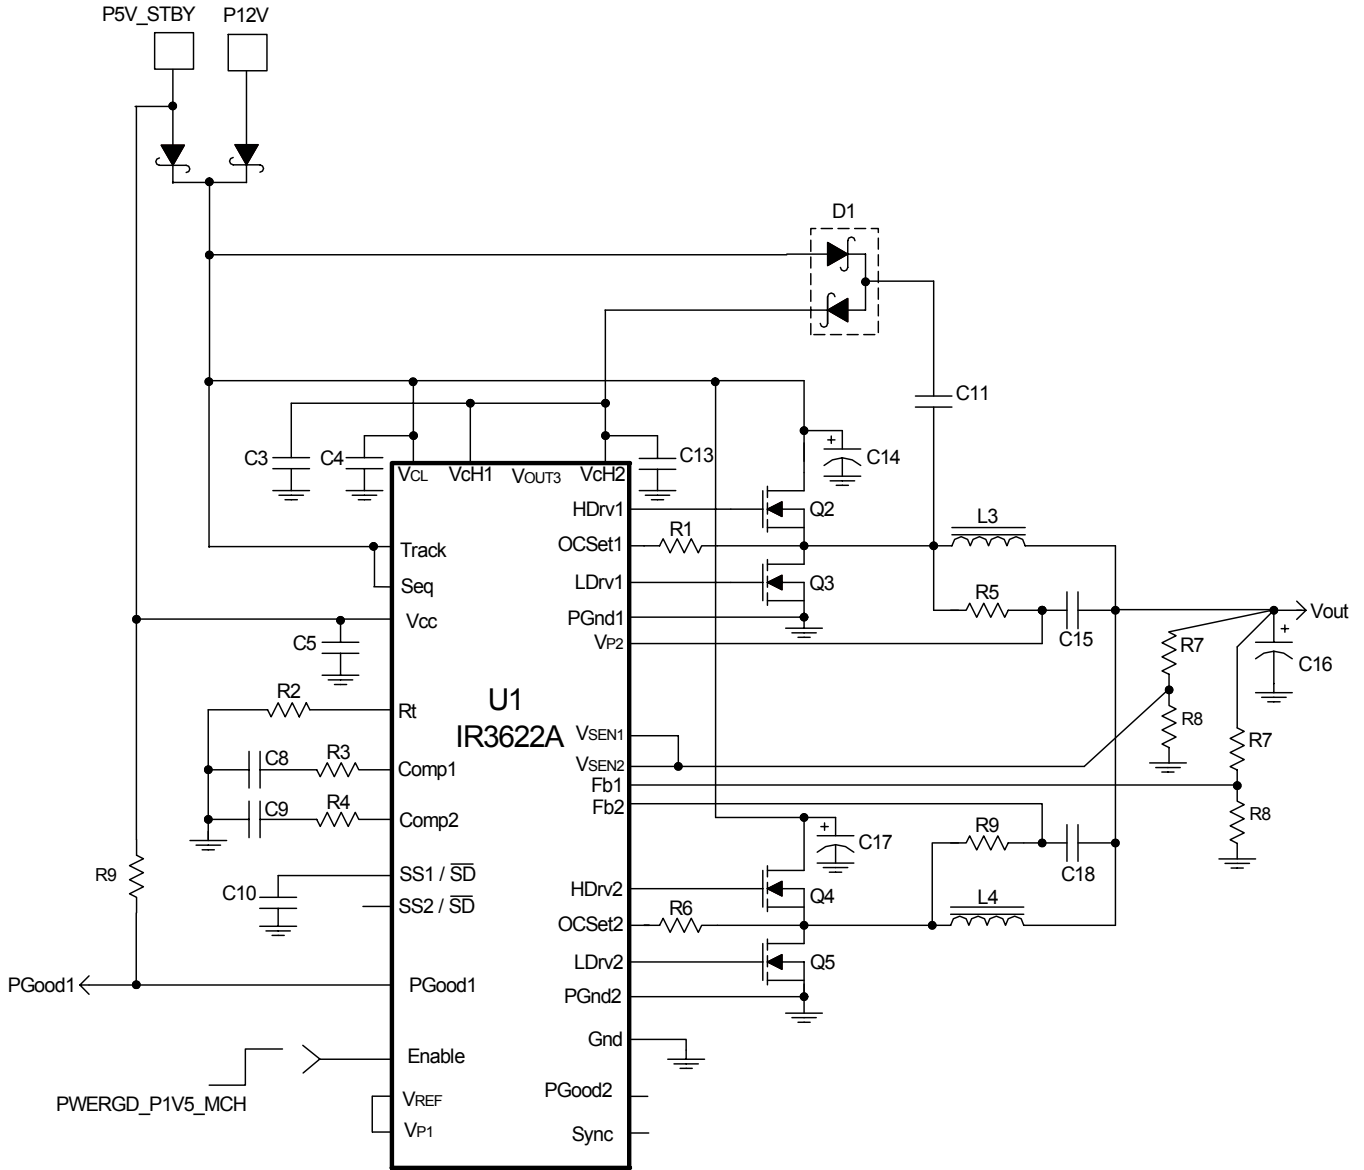 P5V_STBY P12V
D1
C11
C3 C4 C13 C14
VCL VcH1 VOUT3 VcH2
HDrv1 Q2
OCSet1 R1 L3
Track
Seq
LDrv1 Q3
R5
PGnd1
Vcc
C5
VP2
C15
Vout
R7
C16
R2
Rt
U1
IR3622A
VSEN1
R8
R7
C8 R3
Comp1
VSEN2
Fb1
C9 R4
Comp2
Fb2
R8
C17
R9
C18
R9
SS1 / SD
C10
SS2 / SD
HDrv2 Q4
OCSet2 R6 L4
LDrv2 Q5
PGood1
PGood1
PGnd2
Gnd
Enable
PWERGD_P1V5_MCH
VREF
PGood2
VP1
Sync